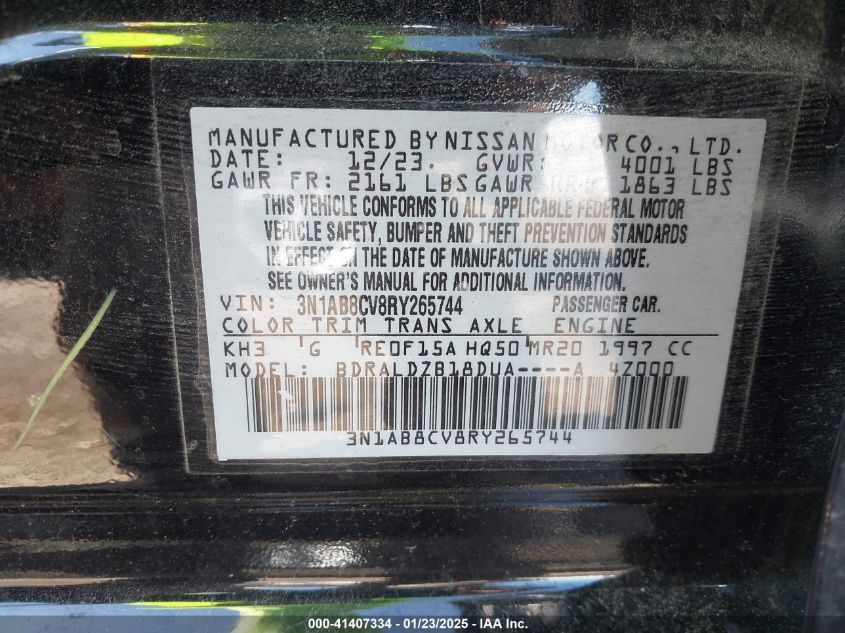 MANUFACTURED BY NISSAN MOTOR CO., LTD.
DATE: 12/23. GVWR: 4001 LBS
GAWR FR: 2161 LBS GAWR RR: 1863 LBS
THIS VEHICLE CONFORMS TO ALL APPLICABLE FEDERAL MOTOR
VEHICLE SAFETY, BUMPER AND THEFT PREVENTION STANDARDS
IN EFFECT ON THE DATE OF MANUFACTURE SHOWN ABOVE.
SEE OWNER'S MANUAL FOR ADDITIONAL INFORMATION.
VIN: 3N1AB8CV8RY265744 PASSENGER CAR.
COLOR TRIM TRANS AXLE ENGINE
KH3 G RE0F15A HQ50 MR20 1997 CC
MODEL: BDRALDZB18DUA----A 4Z000
3N1AB8CV8RY265744
000-41407334 - 01/23/2025 - IAA Inc.